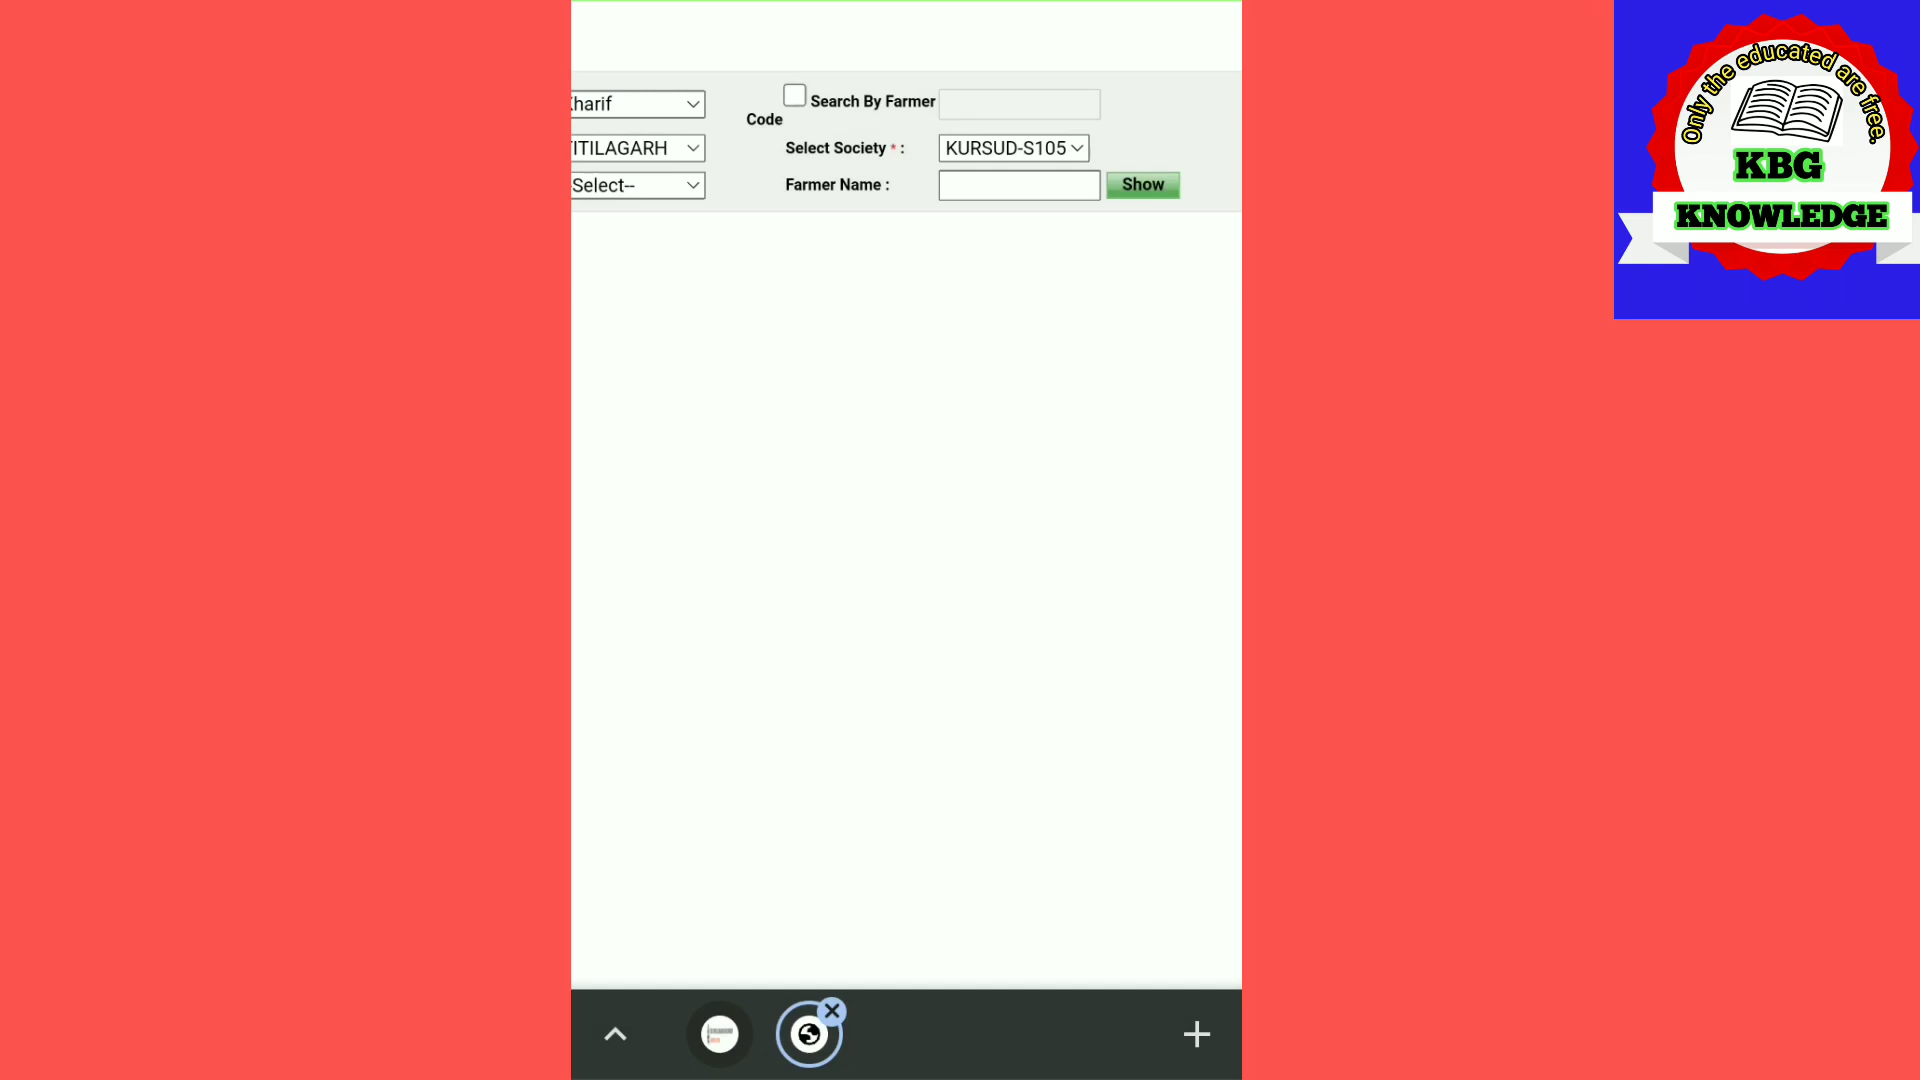 harif
Search By Farmer
Code
ITILAGARH
Select Society * :
KURSUD-S105
Select--
Farmer Name :
Show
Only the educated are free.
KBG
KNOWLEDGE